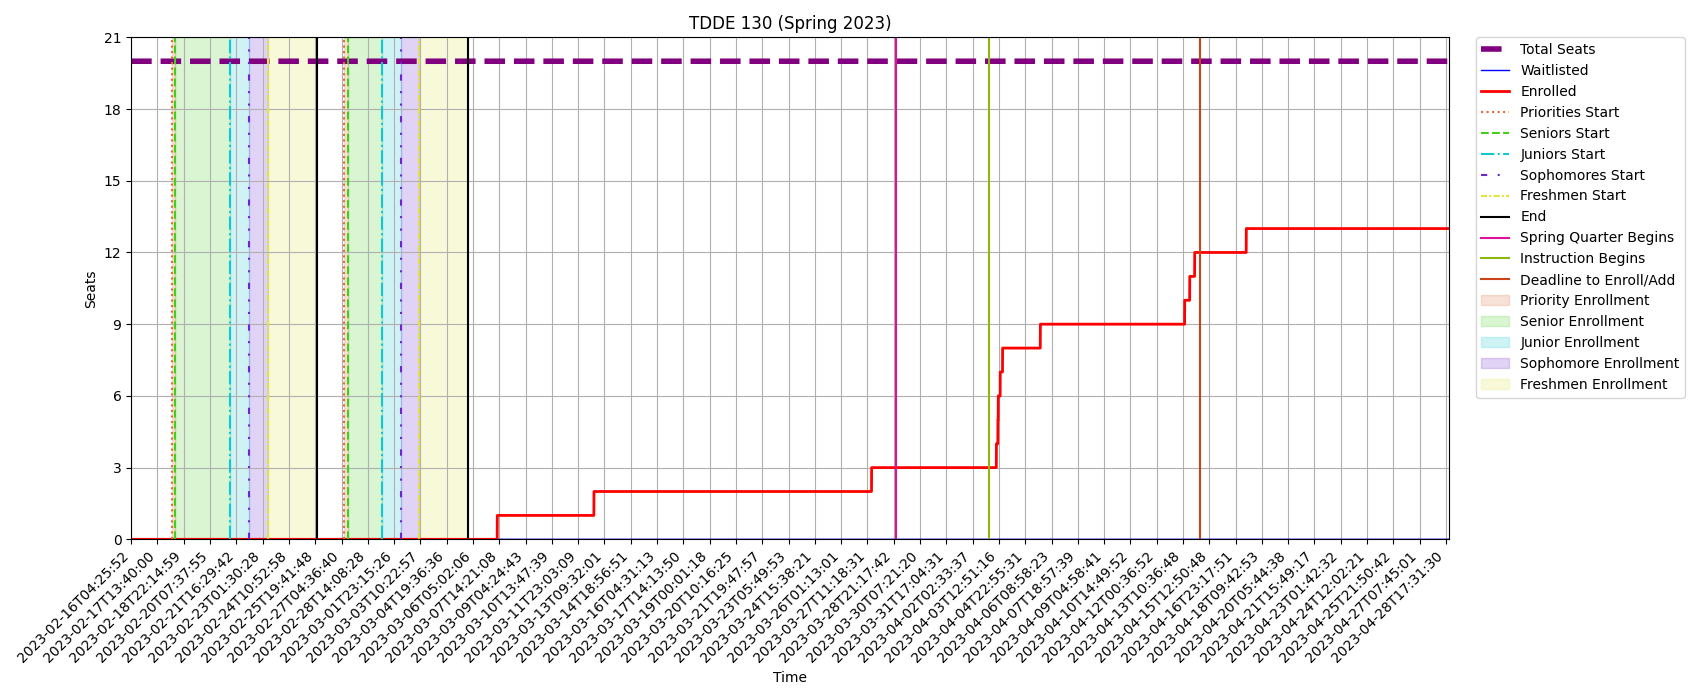 TDDE 130 (Spring 2023)
21
18
15
12
9
6
3
0
Seats
2023-02-16T04:25:52
2023-02-17T13:40:00
2023-02-18T22:14:59
2023-02-20T07:37:55
2023-02-21T16:29:42
2023-02-23T01:30:28
2023-02-24T10:52:58
2023-02-25T19:41:48
2023-02-27T04:36:40
2023-02-28T14:08:28
2023-03-01T23:15:26
2023-03-03T10:22:57
2023-03-04T19:36:36
2023-03-06T05:02:06
2023-03-07T14:21:08
2023-03-09T04:24:43
2023-03-10T13:47:39
2023-03-11T23:03:09
2023-03-13T09:32:01
2023-03-14T18:56:51
2023-03-16T04:31:13
2023-03-17T14:13:50
2023-03-19T00:01:18
2023-03-20T10:16:25
2023-03-21T19:47:57
2023-03-23T05:49:53
2023-03-24T15:38:21
2023-03-26T01:13:01
2023-03-27T11:18:31
2023-03-28T21:17:42
2023-03-30T07:21:20
2023-03-31T17:04:31
2023-04-02T02:33:37
2023-04-03T12:51:16
2023-04-04T22:55:31
2023-04-06T08:58:23
2023-04-07T18:57:39
2023-04-09T04:58:41
2023-04-10T14:49:52
2023-04-12T00:36:52
2023-04-13T10:36:48
2023-04-15T12:50:48
2023-04-16T23:17:51
2023-04-18T09:42:53
2023-04-20T05:44:38
2023-04-21T15:49:17
2023-04-23T01:42:32
2023-04-24T12:02:21
2023-04-25T21:50:42
2023-04-27T07:45:01
2023-04-28T17:31:30
Time
Total Seats
Waitlisted
Enrolled
Priorities Start
Seniors Start
Juniors Start
Sophomores Start
Freshmen Start
End
Spring Quarter Begins
Instruction Begins
Deadline to Enroll/Add
Priority Enrollment
Senior Enrollment
Junior Enrollment
Sophomore Enrollment
Freshmen Enrollment